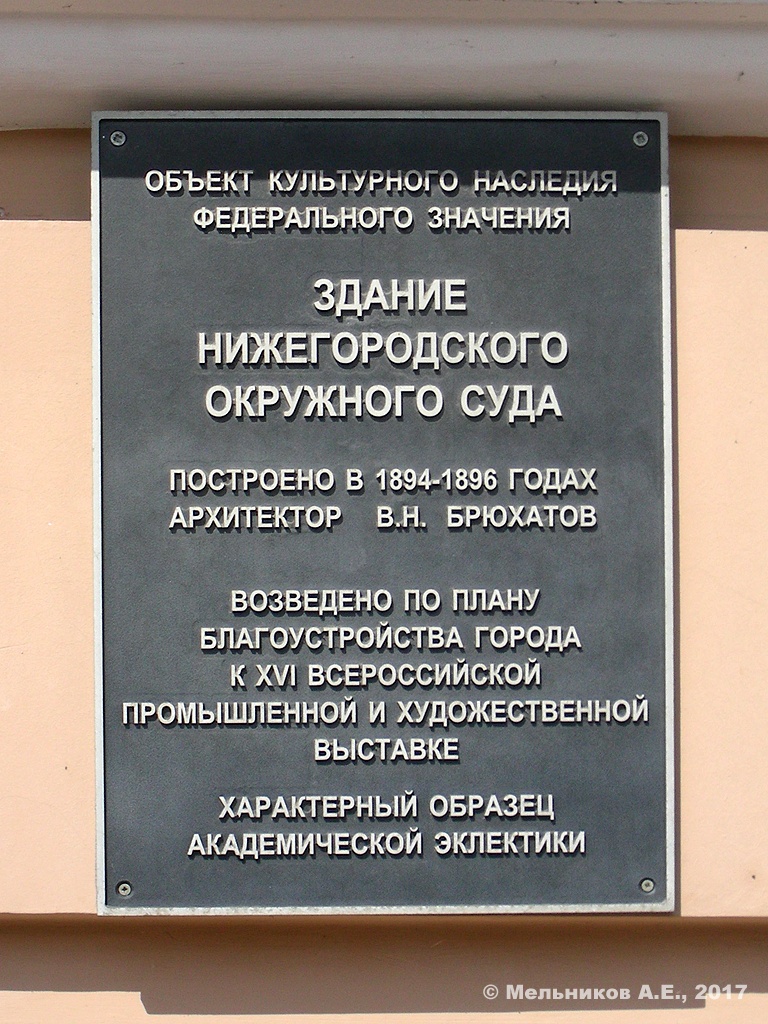 ОБЪЕКТ КУЛЬТУРНОГО НАСЛЕДИЯ
ФЕДЕРАЛЬНОГО ЗНАЧЕНИЯ
ЗДАНИЕ
НИЖЕГОРОДСКОГО
ОКРУЖНОГО СУДА
ПОСТРОЕНО В 1894-1896 ГОДАХ
АРХИТЕКТОР В.Н. БРЮХАТОВ
ВОЗВЕДЕНО ПО ПЛАНУ
БЛАГОУСТРОЙСТВА ГОРОДА
К XVI ВСЕРОССИЙСКОЙ
ПРОМЫШЛЕННОЙ И ХУДОЖЕСТВЕННОЙ
ВЫСТАВКЕ
ХАРАКТЕРНЫЙ ОБРАЗЕЦ
АКАДЕМИЧЕСКОЙ ЭКЛЕКТИКИ
© Мельников А.Е., 2017